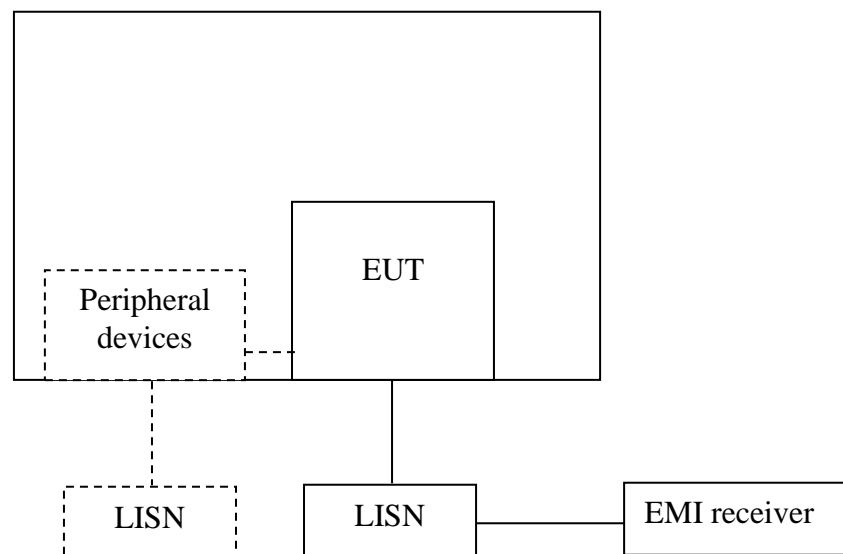 EUT
Peripheral
devices
LISN
LISN
EMI receiver